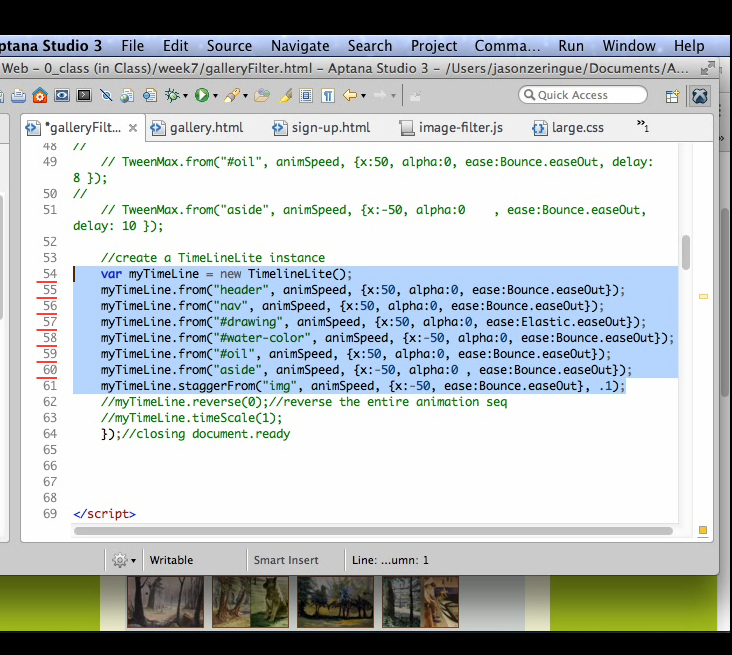 ptana Studio 3 File Edit Source Navigate Search Project Comma... Run Window Help
Web – 0_class (in Class)/week7/galleryFilter.html – Aptana Studio 3 – /Users/jasonzeringue/Documents/A...
Quick Access
*galleryFilt... gallery.html sign-up.html image-filter.js large.css »1
48 //
49 // TweenMax.from("#oil", animSpeed, {x:50, alpha:0, ease:Bounce.easeOut, delay:
8 });
50 //
51 // TweenMax.from("aside", animSpeed, {x:-50, alpha:0 , ease:Bounce.easeOut,
delay: 10 });
52
53 //create a TimeLineLite instance
54 var myTimeLine = new TimelineLite();
55 myTimeLine.from("header", animSpeed, {x:50, alpha:0, ease:Bounce.easeOut});
56 myTimeLine.from("nav", animSpeed, {x:50, alpha:0, ease:Bounce.easeOut});
57 myTimeLine.from("#drawing", animSpeed, {x:50, alpha:0, ease:Elastic.easeOut});
58 myTimeLine.from("#water-color", animSpeed, {x:-50, alpha:0, ease:Bounce.easeOut});
59 myTimeLine.from("#oil", animSpeed, {x:50, alpha:0, ease:Bounce.easeOut});
60 myTimeLine.from("aside", animSpeed, {x:-50, alpha:0 , ease:Bounce.easeOut});
61 myTimeLine.staggerFrom("img", animSpeed, {x:-50, ease:Bounce.easeOut}, .1);
62 //myTimeLine.reverse(0);//reverse the entire animation seq
63 //myTimeLine.timeScale(1);
64 });//closing document.ready
65
66
67
68
69 </script>
Writable Smart Insert Line: ...umn: 1